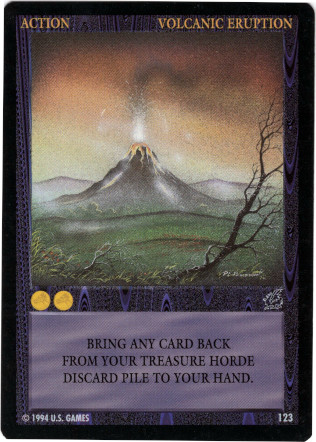 ACTION VOLCANIC ERUPTION
BRING ANY CARD BACK
FROM YOUR TREASURE HORDE
DISCARD PILE TO YOUR HAND.
© 1994 U.S. GAMES 123